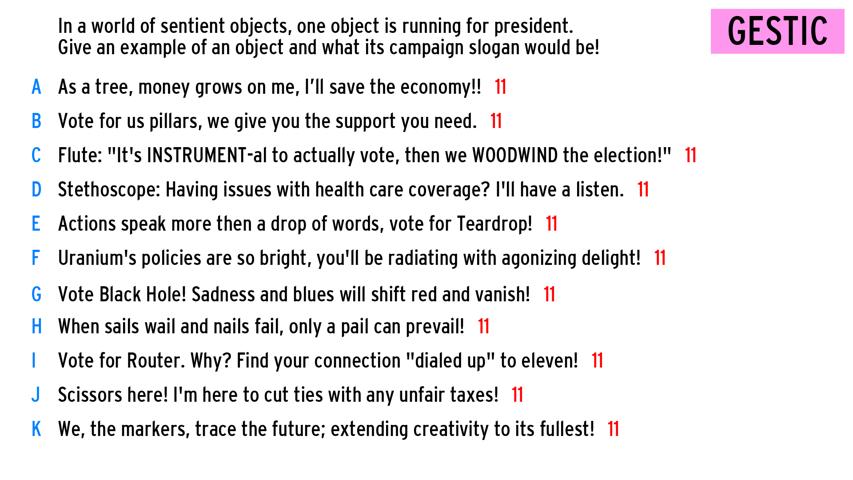 In a world of sentient objects, one object is running for president.
Give an example of an object and what its campaign slogan would be!
GESTIC
A As a tree, money grows on me, I'll save the economy!! 11
B Vote for us pillars, we give you the support you need. 11
C Flute: "It's INSTRUMENT-al to actually vote, then we WOODWIND the election!" 11
D Stethoscope: Having issues with health care coverage? I'll have a listen. 11
E Actions speak more then a drop of words, vote for Teardrop! 11
F Uranium's policies are so bright, you'll be radiating with agonizing delight! 11
G Vote Black Hole! Sadness and blues will shift red and vanish! 11
H When sails wail and nails fail, only a pail can prevail! 11
I Vote for Router. Why? Find your connection "dialed up" to eleven! 11
J Scissors here! I'm here to cut ties with any unfair taxes! 11
K We, the markers, trace the future; extending creativity to its fullest! 11